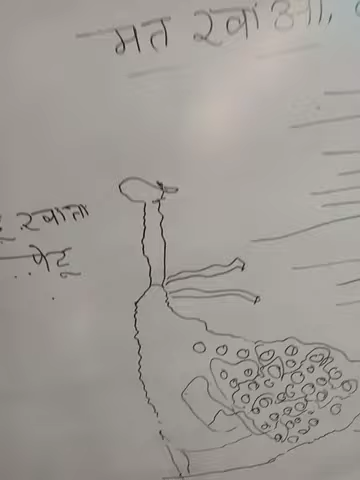 मत खाओ,
खाता
पेटू